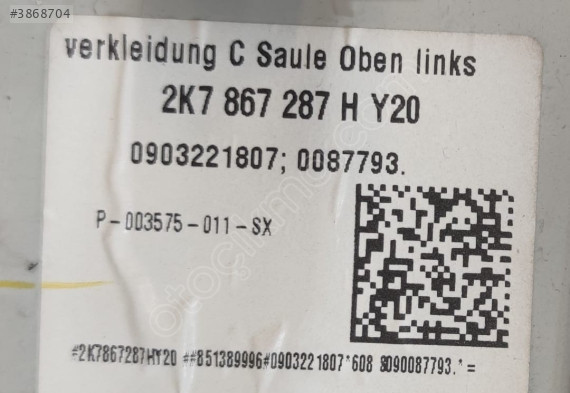 #3868704
verkleidung C Saule Oben links
2K7 867 287 H Y20
0903221807; 0087793.
P-003575-011-SX
#2K7867287HY20 ##851389996#0903221807*608 8090087793.*=